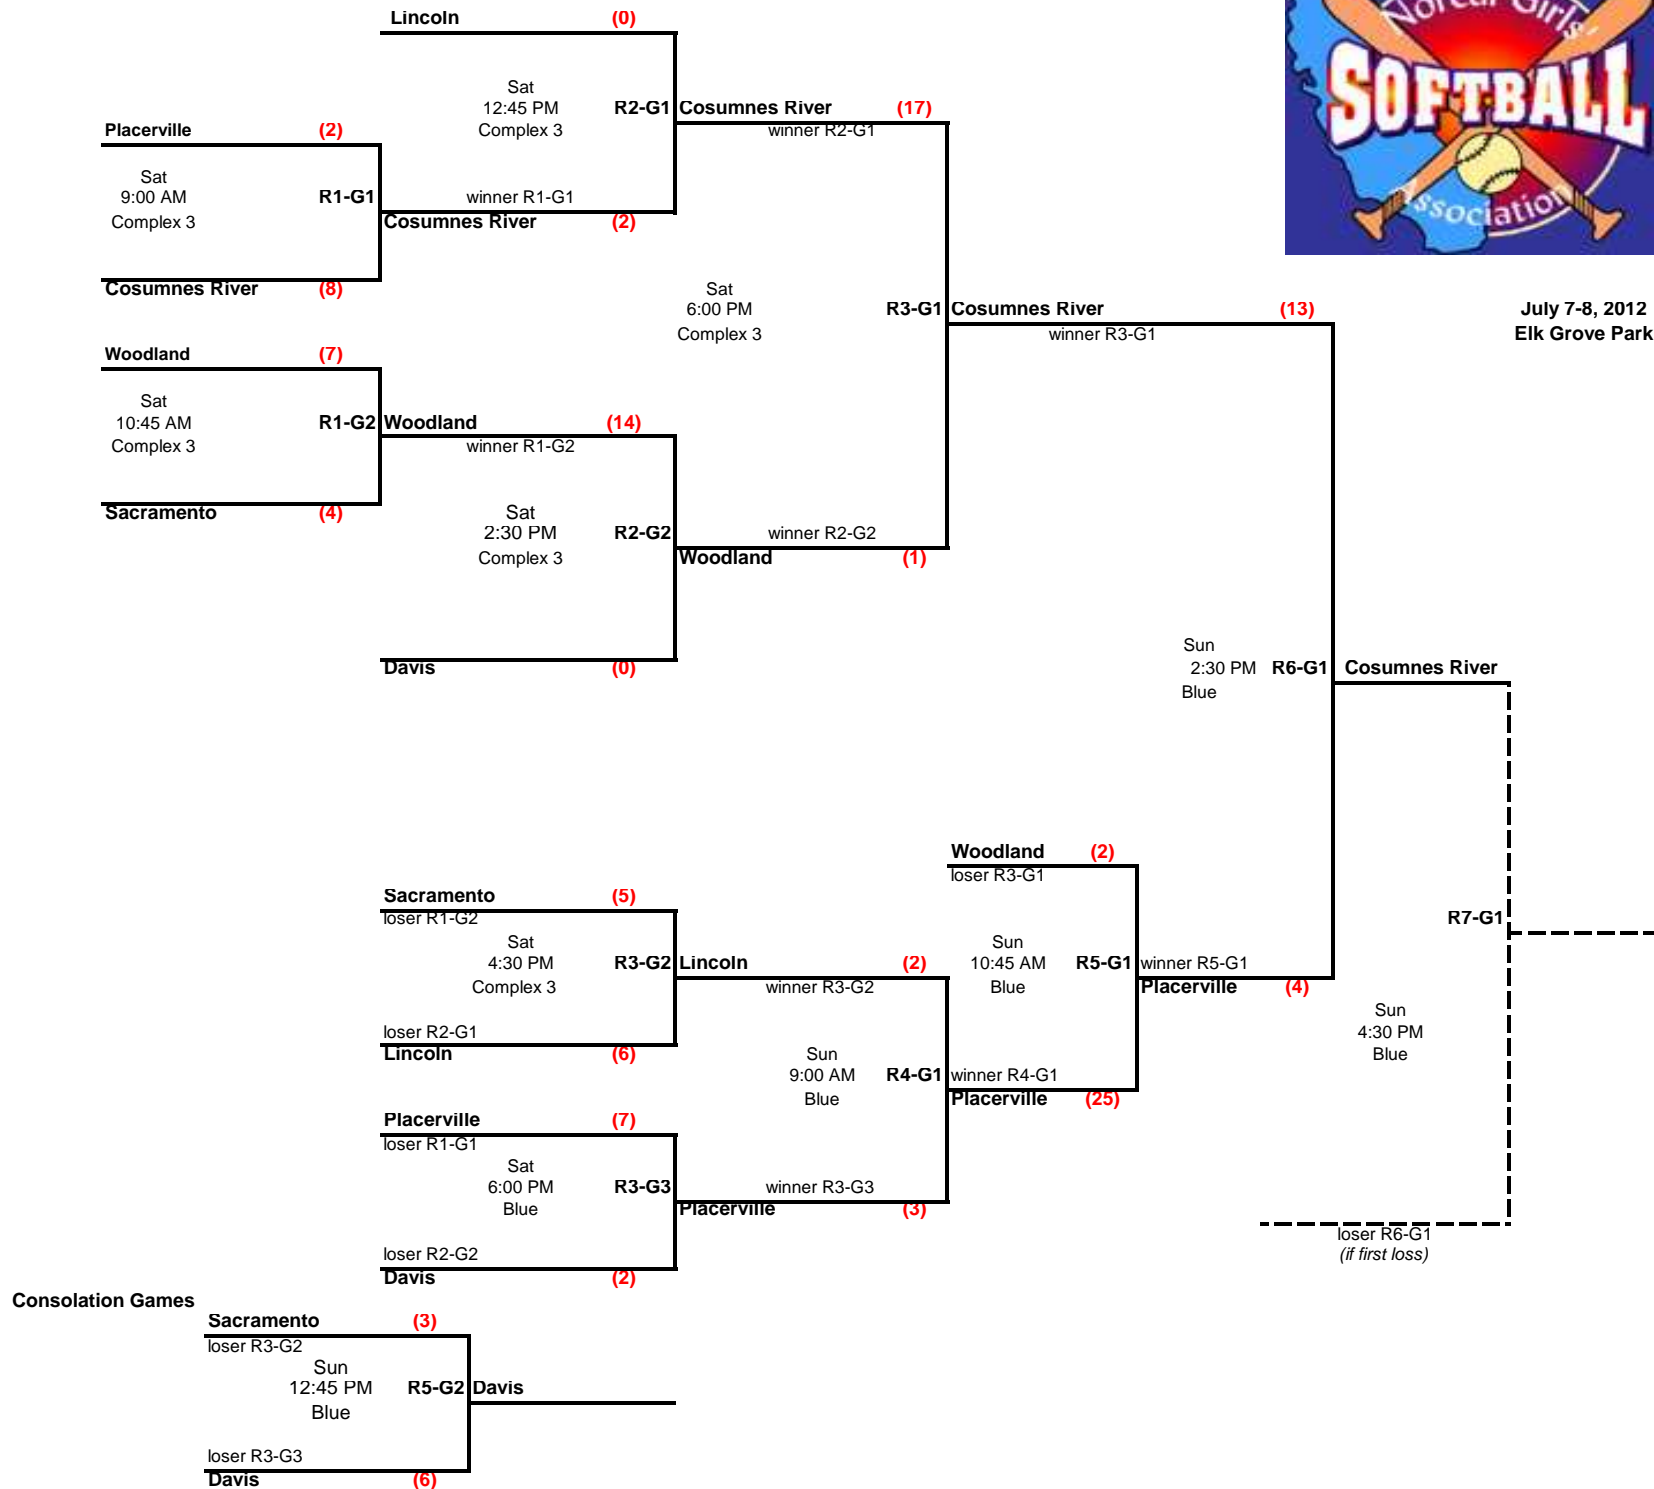 Lincoln (0)
Norcal Girls'
SOFTBALL
Association
Sat
12:45 PM R2-G1 Cosumnes River (17)
Complex 3 winner R2-G1
Placerville (2)
Sat
9:00 AM R1-G1 winner R1-G1
Complex 3 Cosumnes River (2)
Cosumnes River (8)
Sat
6:00 PM R3-G1 Cosumnes River (13) July 7-8, 2012
Complex 3 winner R3-G1 Elk Grove Park
Woodland (7)
Sat
10:45 AM R1-G2 Woodland (14)
Complex 3 winner R1-G2
Sacramento (4)
Sat
2:30 PM R2-G2 winner R2-G2
Complex 3 Woodland (1)
Davis (0)
Sun
2:30 PM R6-G1 Cosumnes River
Blue
Woodland (2)
loser R3-G1
Sacramento (5)
loser R1-G2
R7-G1
Sat
4:30 PM R3-G2 Lincoln (2)
Complex 3 winner R3-G2
Sun
10:45 AM R5-G1 winner R5-G1
Blue Placerville (4)
Sun
4:30 PM
Blue
loser R2-G1
Lincoln (6)
Sun
9:00 AM R4-G1 winner R4-G1
Blue Placerville (25)
Placerville (7)
loser R1-G1
Sat
6:00 PM R3-G3 winner R3-G3
Blue Placerville (3)
loser R6-G1
(if first loss)
loser R2-G2
Davis (2)
Consolation Games
Sacramento (3)
loser R3-G2
Sun
12:45 PM R5-G2 Davis
Blue
loser R3-G3
Davis (6)